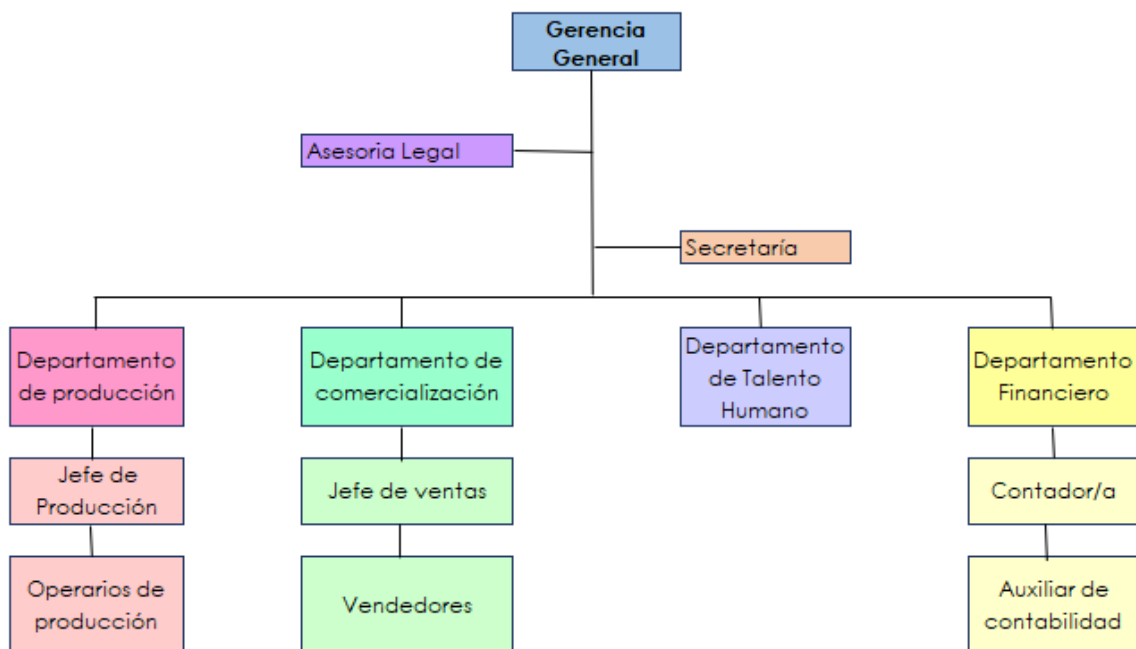 Gerencia
General
Asesoria Legal
Secretaría
Departamento
de producción
Departamento de
comercialización
Departamento
de Talento
Humano
Departamento
Financiero
Jefe de
Producción
Jefe de ventas
Contador/a
Operarios de
producción
Vendedores
Auxiliar de
contabilidad